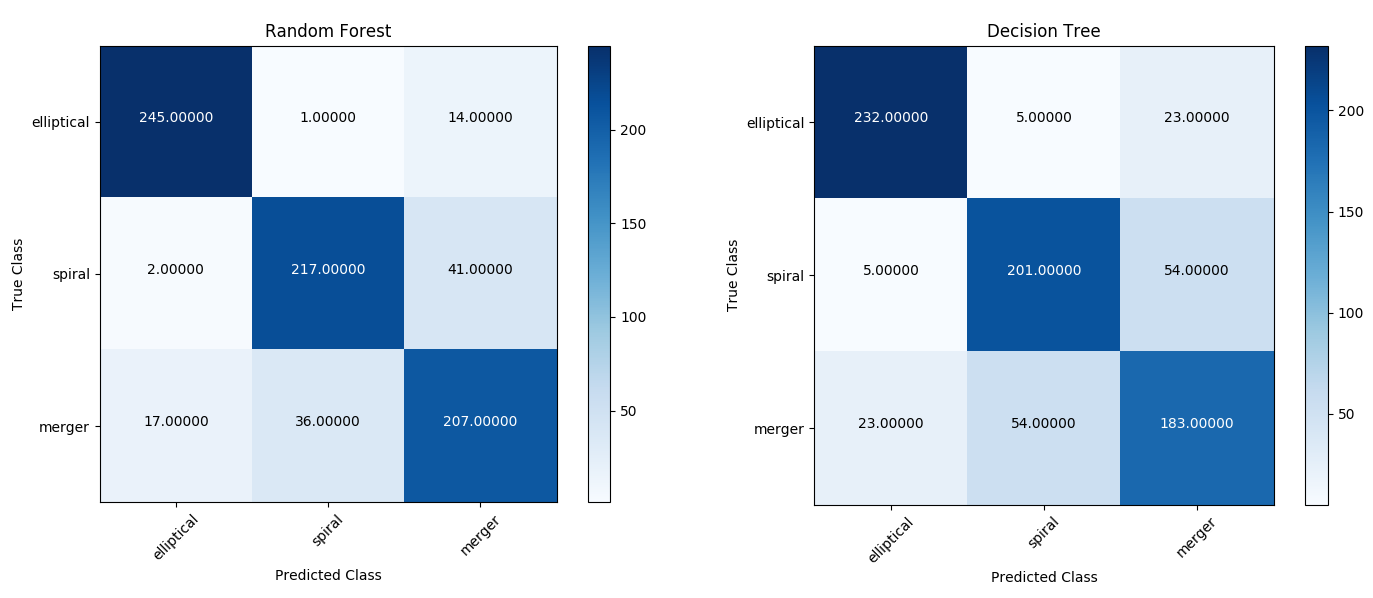 Random Forest
elliptical
245.00000 1.00000 14.00000
200
150
spiral
2.00000 217.00000 41.00000
True Class
100
50
merger
17.00000 36.00000 207.00000
elliptical spiral merger
Predicted Class
Decision Tree
elliptical
232.00000 5.00000 23.00000
200
150
spiral
5.00000 201.00000 54.00000
True Class
100
50
merger
23.00000 54.00000 183.00000
elliptical spiral merger
Predicted Class